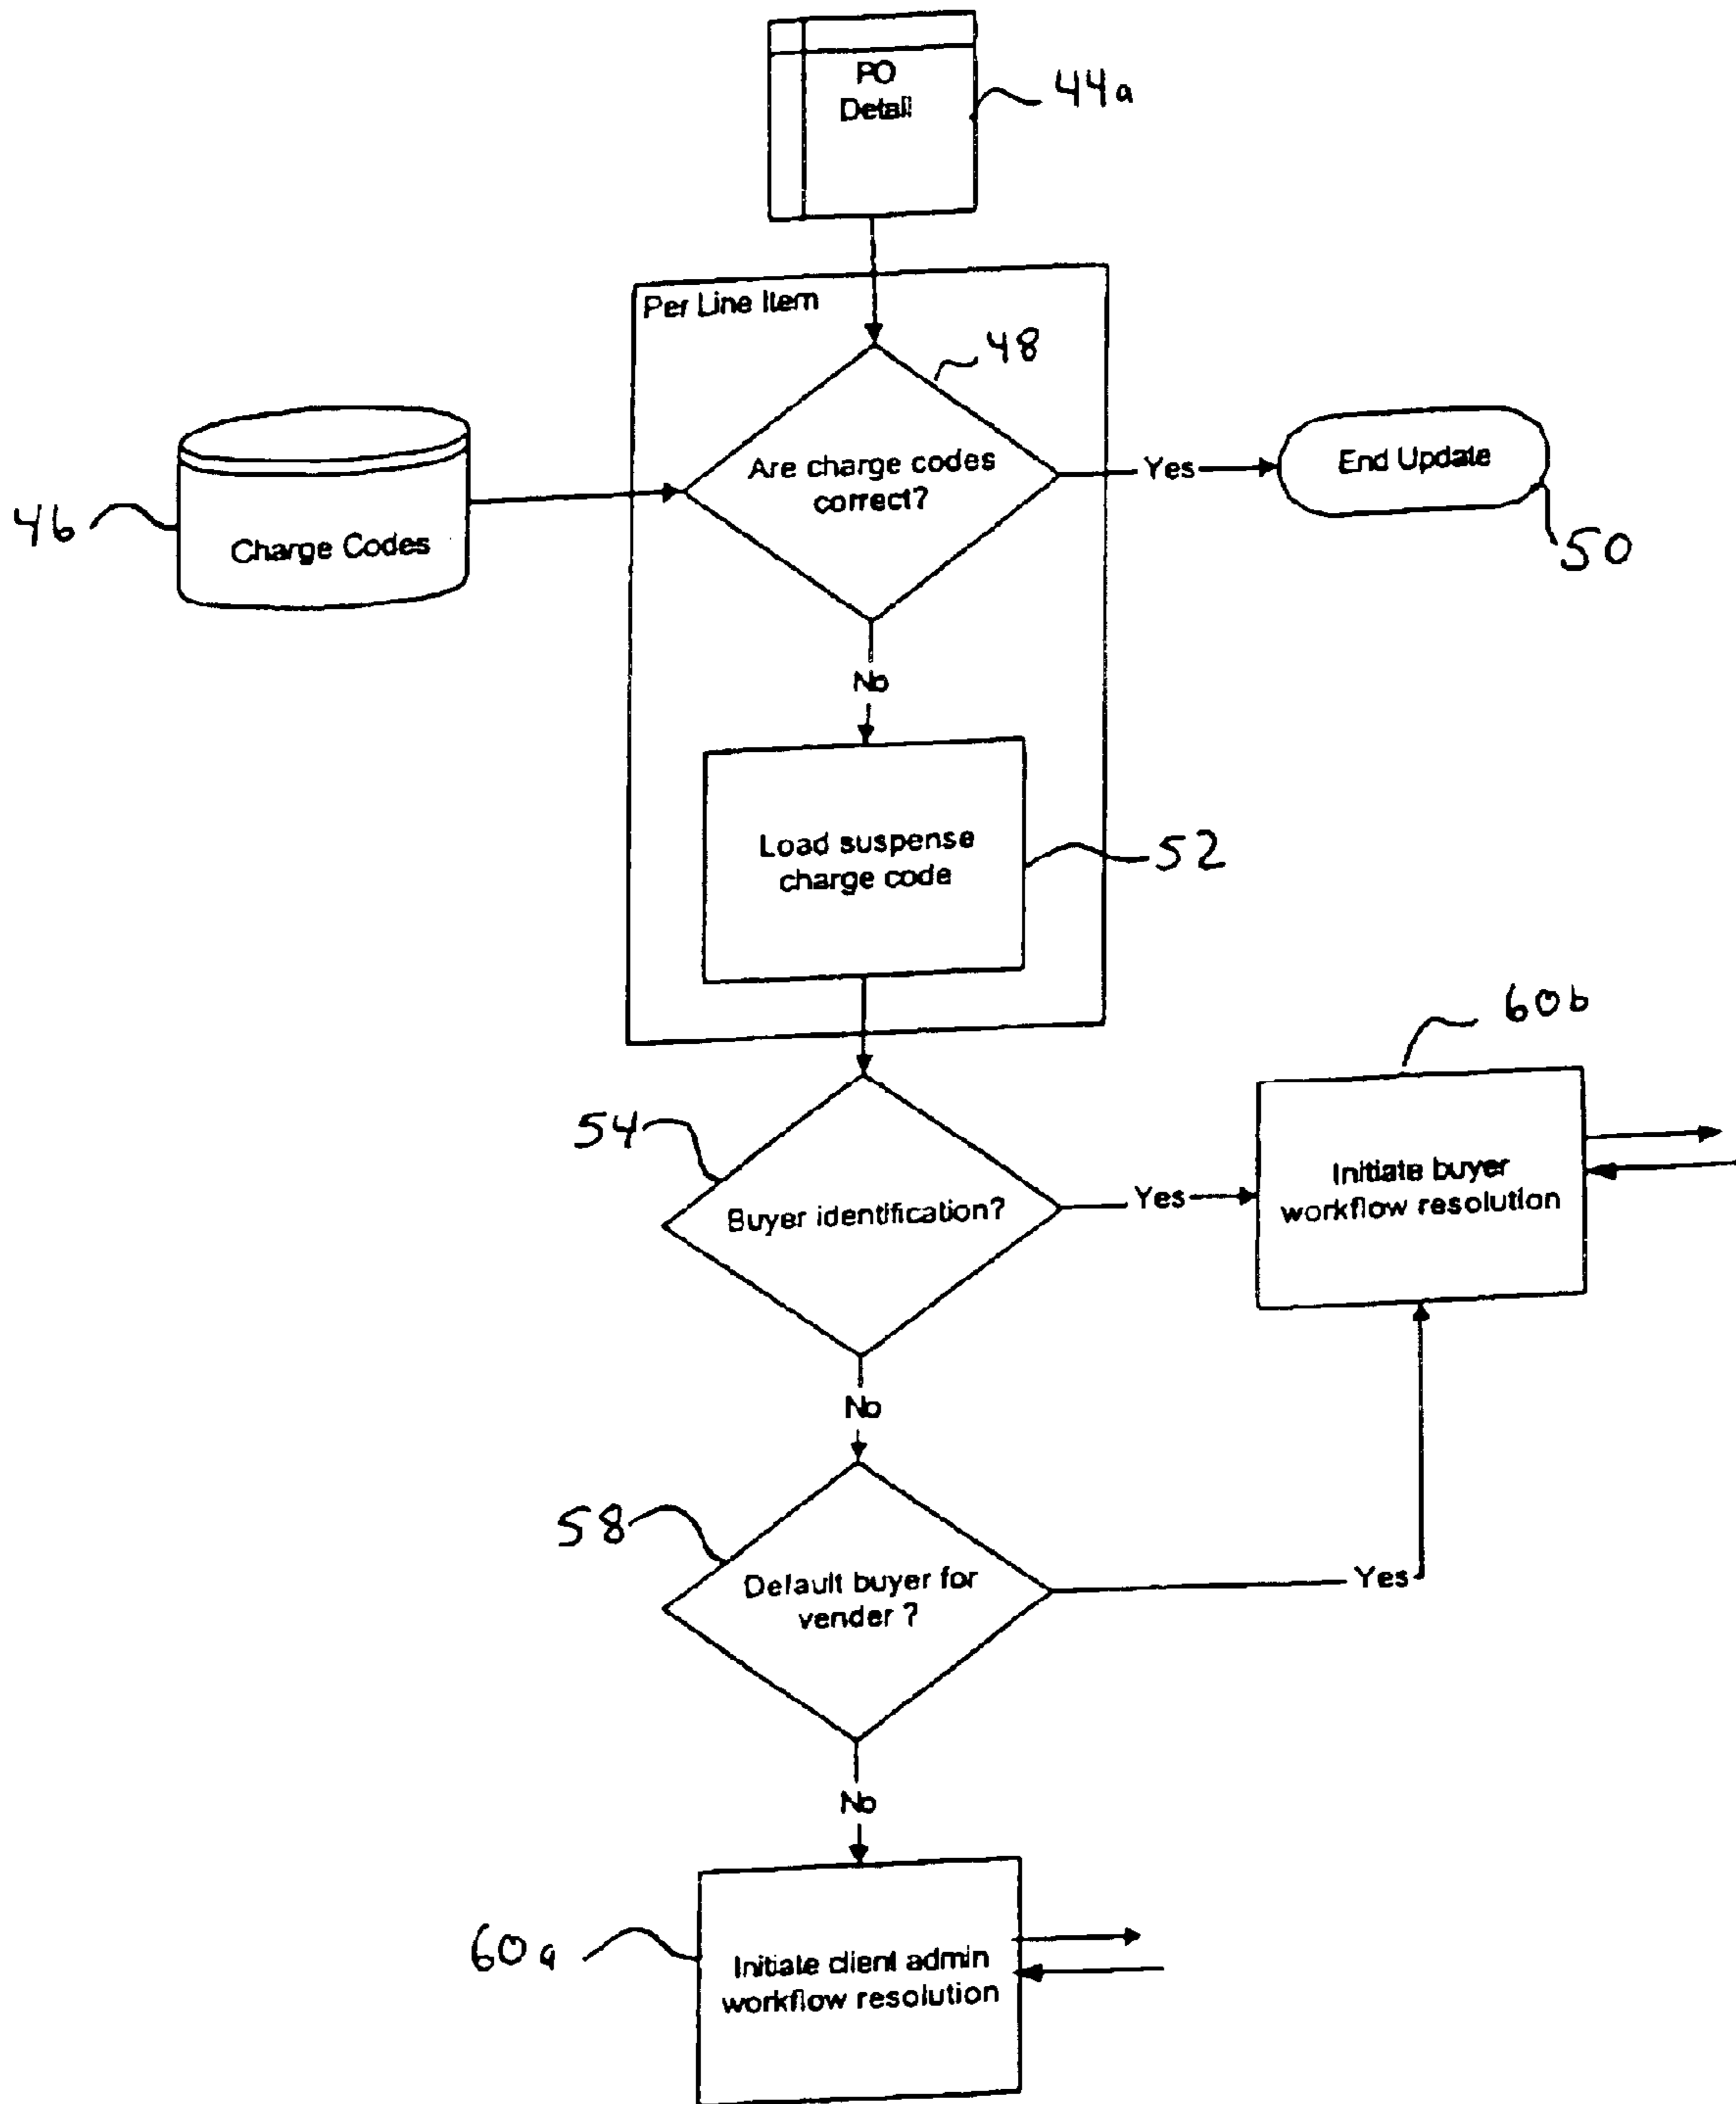 PO
Detail
44a
Per Line Item
48
Are charge codes
correct?
Yes
End Update
50
46
Charge Codes
No
Load suspense
charge code
52
60b
54
Buyer identification?
Yes
Initiate buyer
workflow resolution
No
58
Default buyer for
vender ?
Yes
No
60a
Initiate client admin
workflow resolution